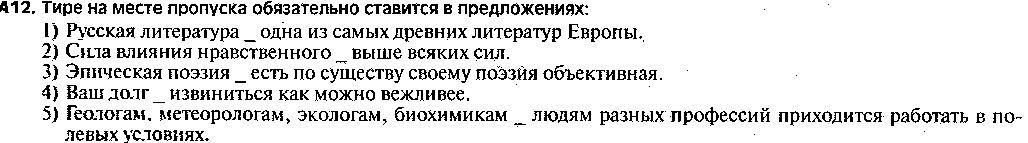 А12. Тире на месте пропуска обязательно ставится в предложениях:
1) Русская литература _ одна из самых древних литератур Европы.
2) Сила влияния нравственного _ выше всяких сил.
3) Эпическая поэзия _ есть по существу своему поэзия объективная.
4) Ваш долг _ извиниться как можно вежливее.
5) Геологам, метеорологам, экологам, биохимикам _ людям разных профессий приходится работать в по-
левых условиях.